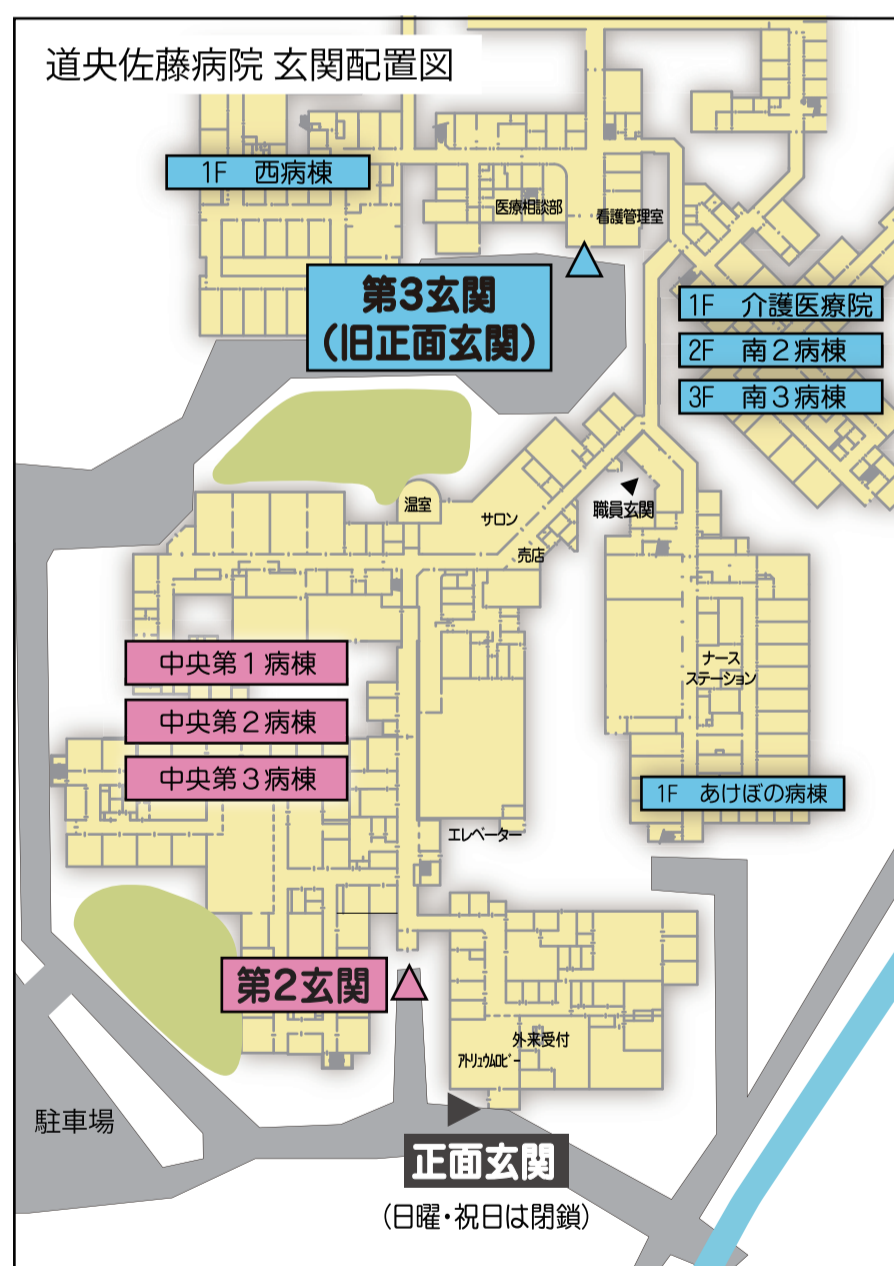 道央佐藤病院 玄関配置図
1F 西病棟
医療相談部
看護管理室
第3玄関
(旧正面玄関)
1F 介護医療院
2F 南2病棟
3F 南3病棟
温室
サロン
売店
職員玄関
中央第1病棟
中央第2病棟
中央第3病棟
ナース
ステーション
1F あけぼの病棟
エレベーター
第2玄関
外来受付
アトリュウムロビー
駐車場
正面玄関
(日曜・祝日は閉鎖)